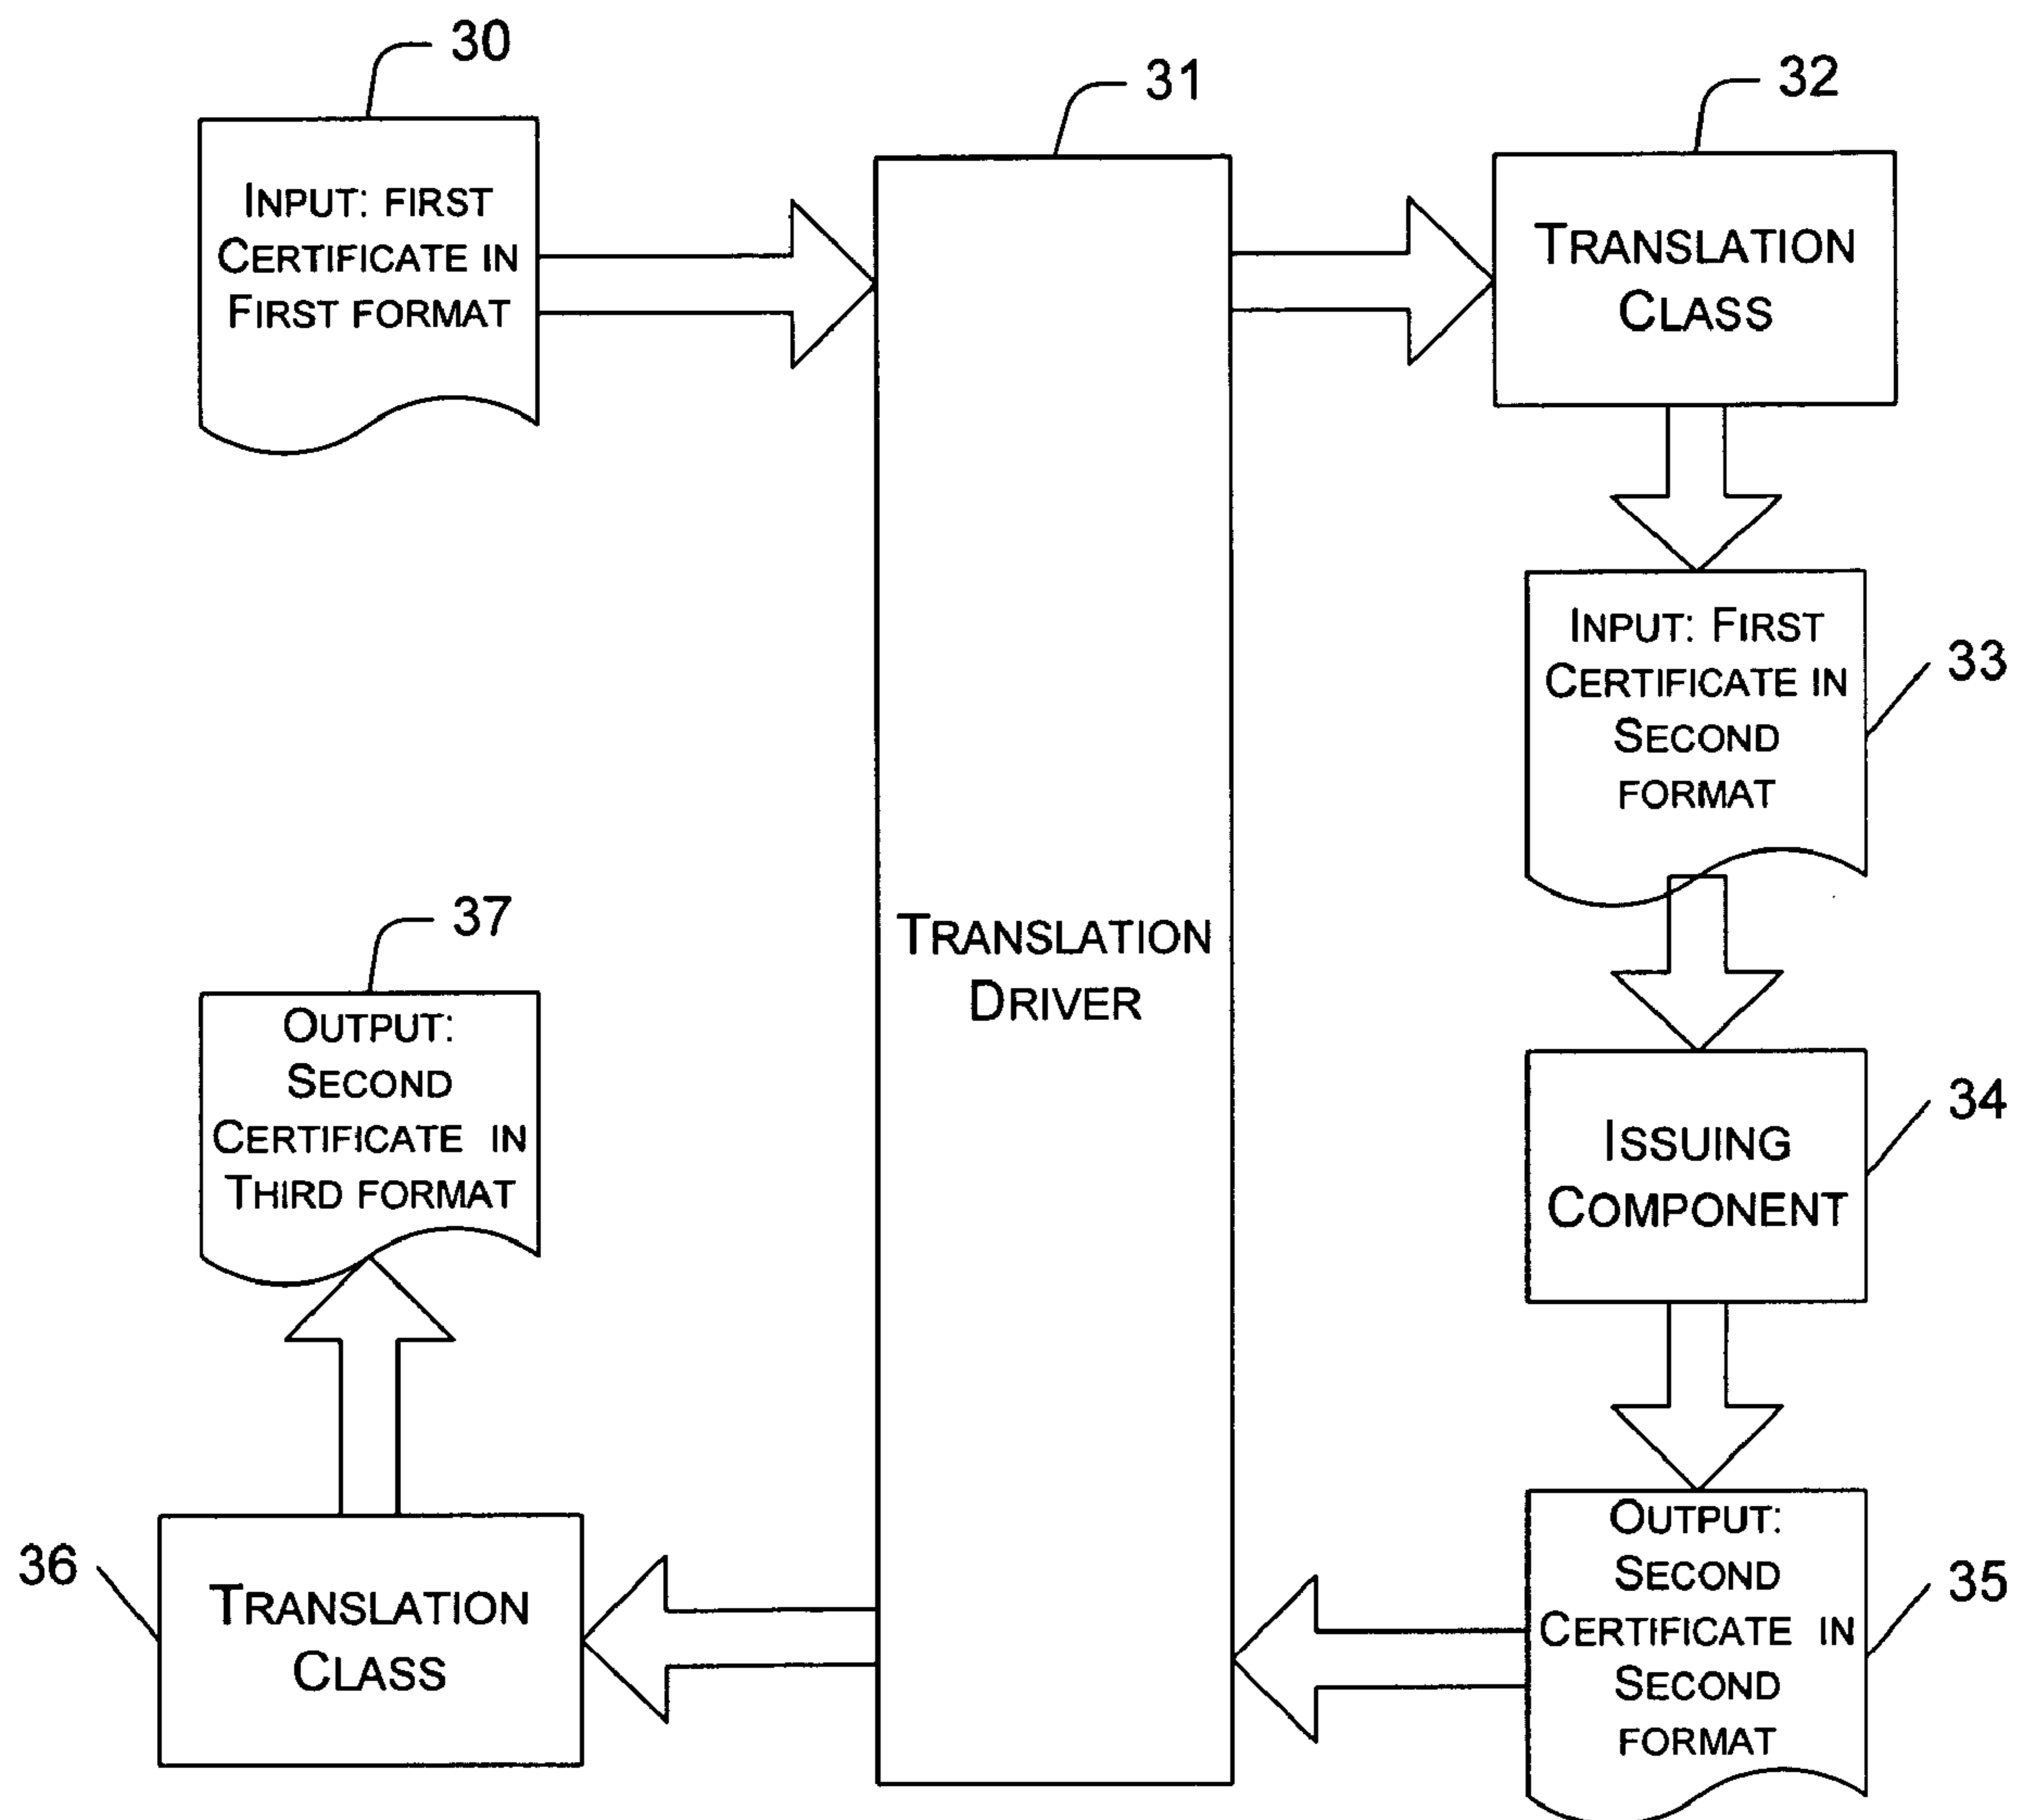 30
INPUT: FIRST
CERTIFICATE IN
FIRST FORMAT
31
TRANSLATION
DRIVER
32
TRANSLATION
CLASS
INPUT: FIRST
CERTIFICATE IN
SECOND
FORMAT
33
ISSUING
COMPONENT
34
OUTPUT:
SECOND
CERTIFICATE IN
SECOND
FORMAT
35
36
TRANSLATION
CLASS
37
OUTPUT:
SECOND
CERTIFICATE IN
THIRD FORMAT